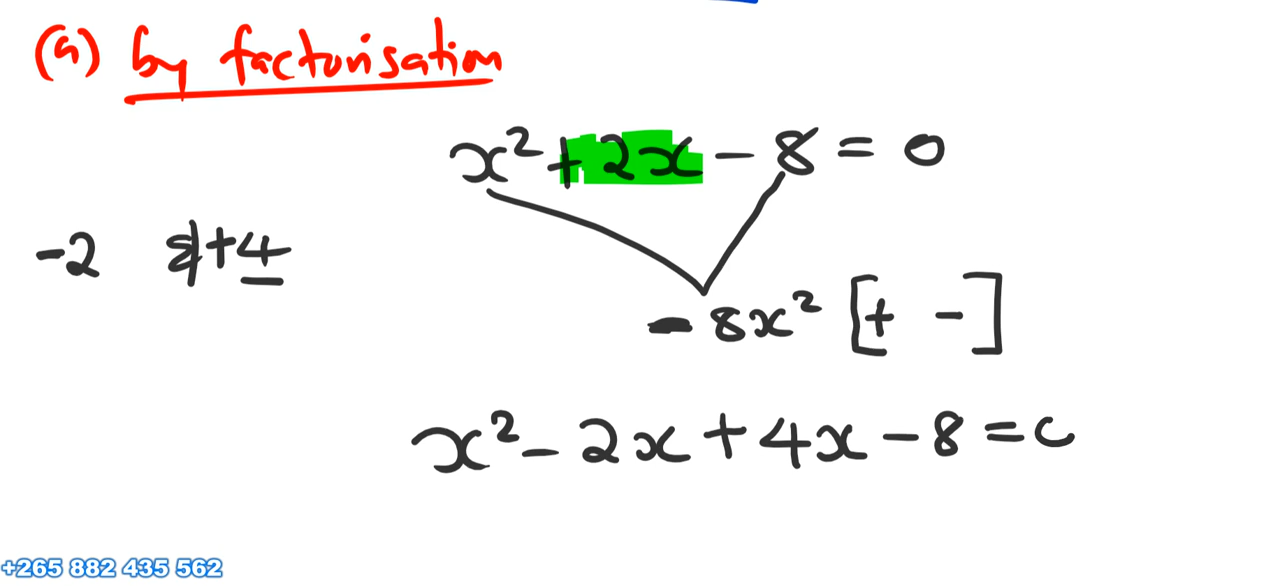 (a) by factorisation
x²+2x-8=0
-2 &+4
-8x² [+ -]
x²-2x+4x-8=c
+265 882 435 562